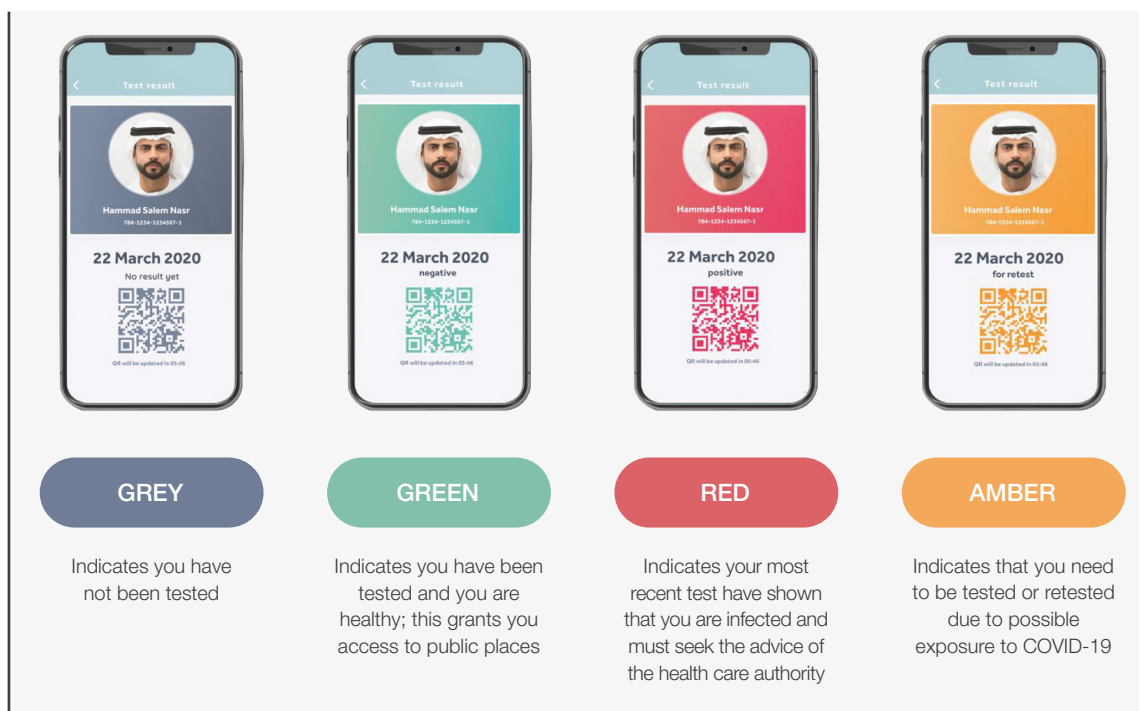 Test result
Hammad Salem Nasr
784-1234-1234567-1
22 March 2020
No result yet
QR will be updated in 05:46
GREY
Indicates you have
not been tested
Test result
Hammad Salem Nasr
784-1234-1234567-1
22 March 2020
negative
QR will be updated in 05:46
GREEN
Indicates you have been
tested and you are
healthy; this grants you
access to public places
Test result
Hammad Salem Nasr
784-1234-1234567-1
22 March 2020
positive
QR will be updated in 05:46
RED
Indicates your most
recent test have shown
that you are infected and
must seek the advice of
the health care authority
Test result
Hammad Salem Nasr
784-1234-1234567-1
22 March 2020
for retest
QR will be updated in 05:46
AMBER
Indicates that you need
to be tested or retested
due to possible
exposure to COVID-19